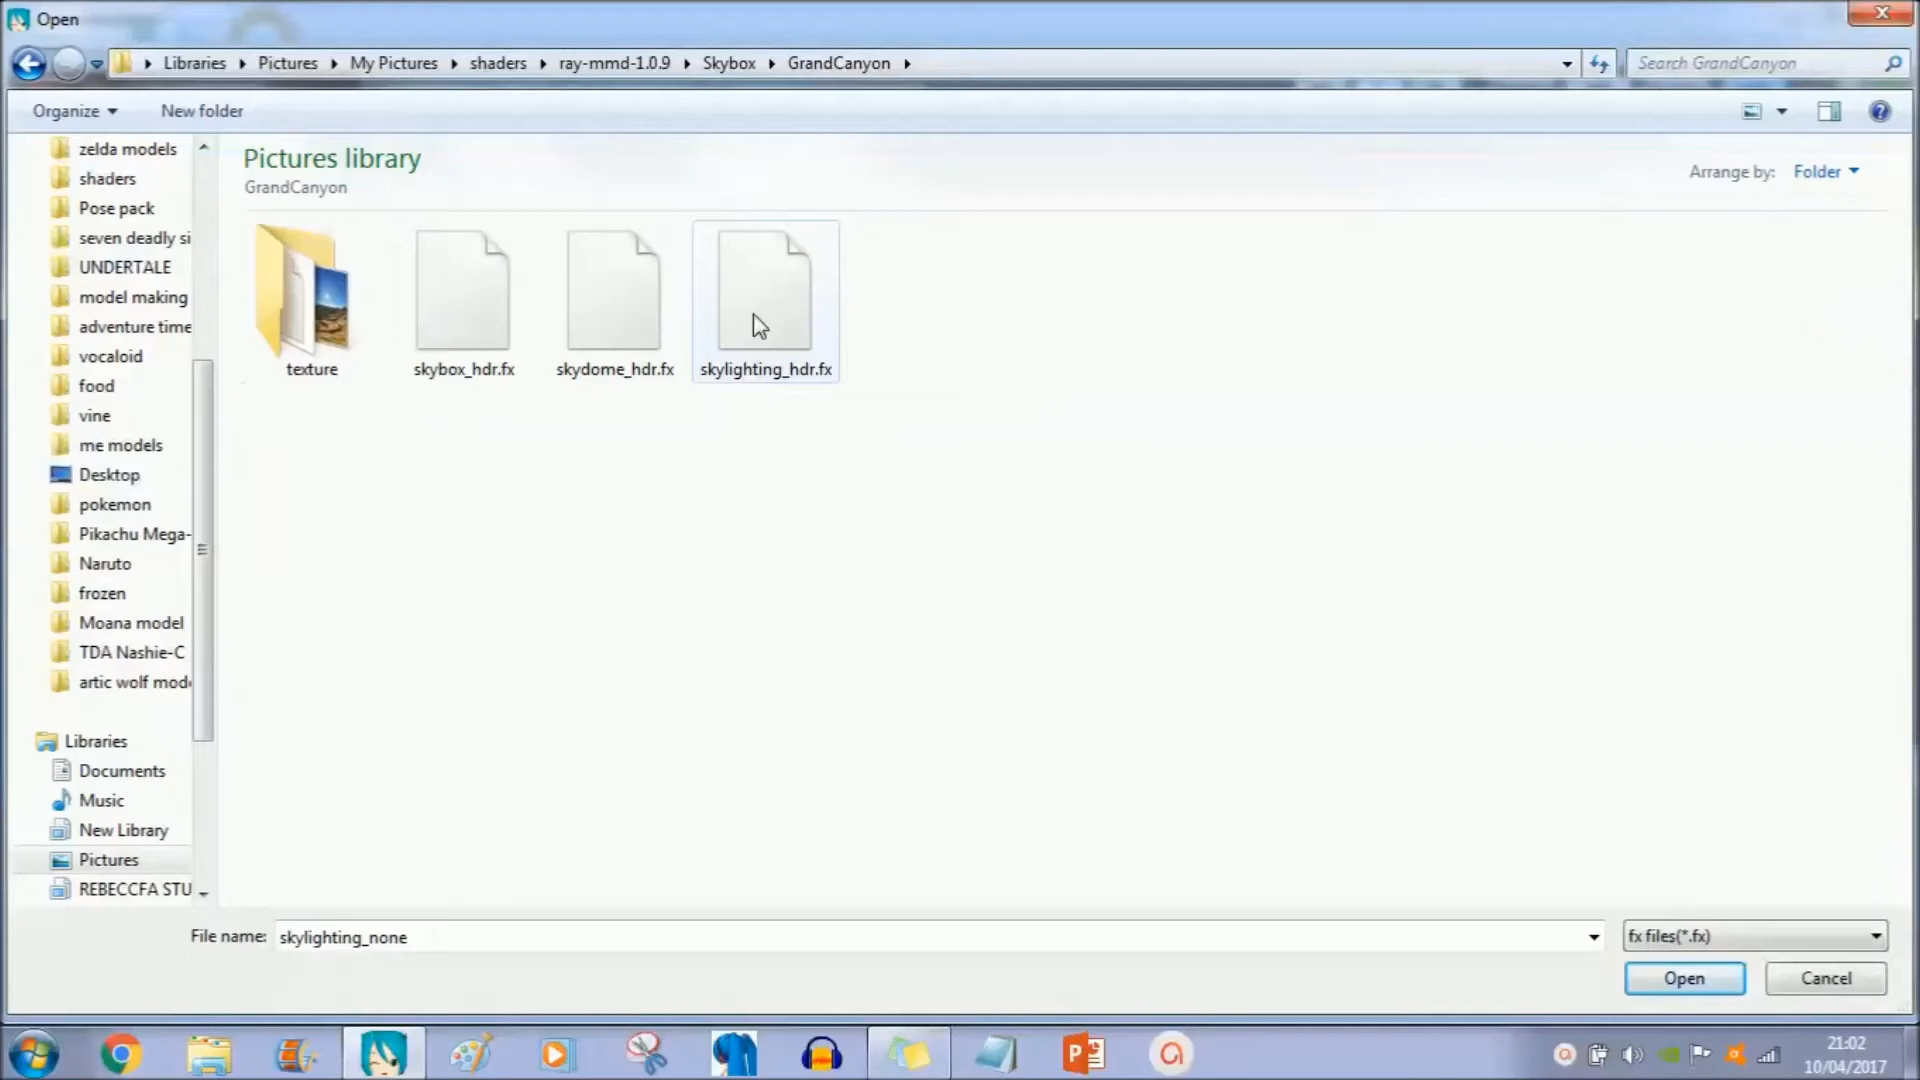 Open
Libraries Pictures My Pictures shaders ray-mmd-1.0.9 Skybox GrandCanyon
Search GrandCanyon
Organize New folder
zelda models
shaders
Pose pack
seven deadly si
UNDERTALE
model making
adventure time
vocaloid
food
vine
me models
Desktop
pokemon
Pikachu Mega-
Naruto
frozen
Moana model
TDA Nashie-C
artic wolf mod
Libraries
Documents
Music
New Library
Pictures
REBECCFA STU
Pictures library
GrandCanyon
Arrange by: Folder
texture
skybox_hdr.fx
skydome_hdr.fx
skylighting_hdr.fx
File name: skylighting_none
fx files(*.fx)
Open
Cancel
21:02
10/04/2017